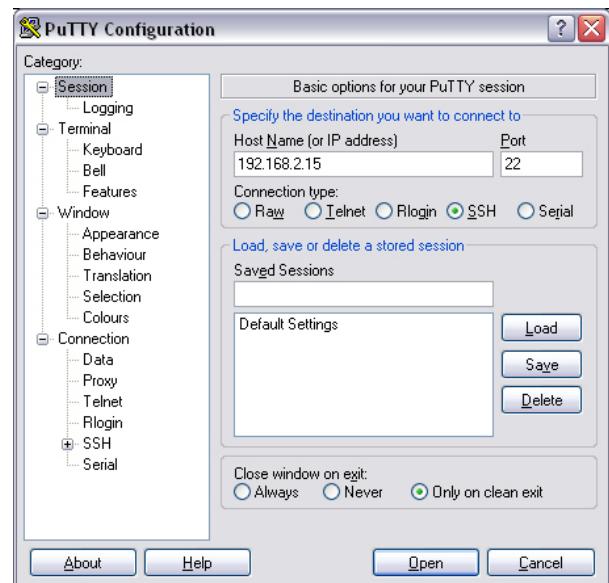 PuTTY Configuration
Category:
Session
Logging
Terminal
Keyboard
Bell
Features
Window
Appearance
Behaviour
Translation
Selection
Colours
Connection
Data
Proxy
Telnet
Rlogin
SSH
Serial
Basic options for your PuTTY session
Specify the destination you want to connect to
Host Name (or IP address) Port
192.168.2.15 22
Connection type:
Raw Telnet Rlogin SSH Serial
Load, save or delete a stored session
Saved Sessions
Default Settings
Load
Save
Delete
Close window on exit:
Always Never Only on clean exit
About Help Open Cancel